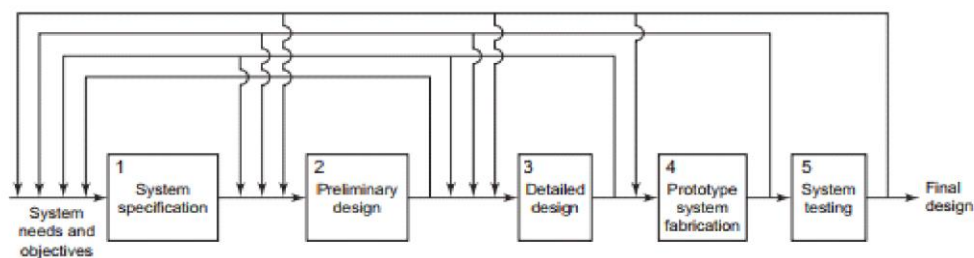 1
System
specification
2
Preliminary
design
3
Detailed
design
4
Prototype
system
fabrication
5
System
testing
Final
design
System
needs and
objectives